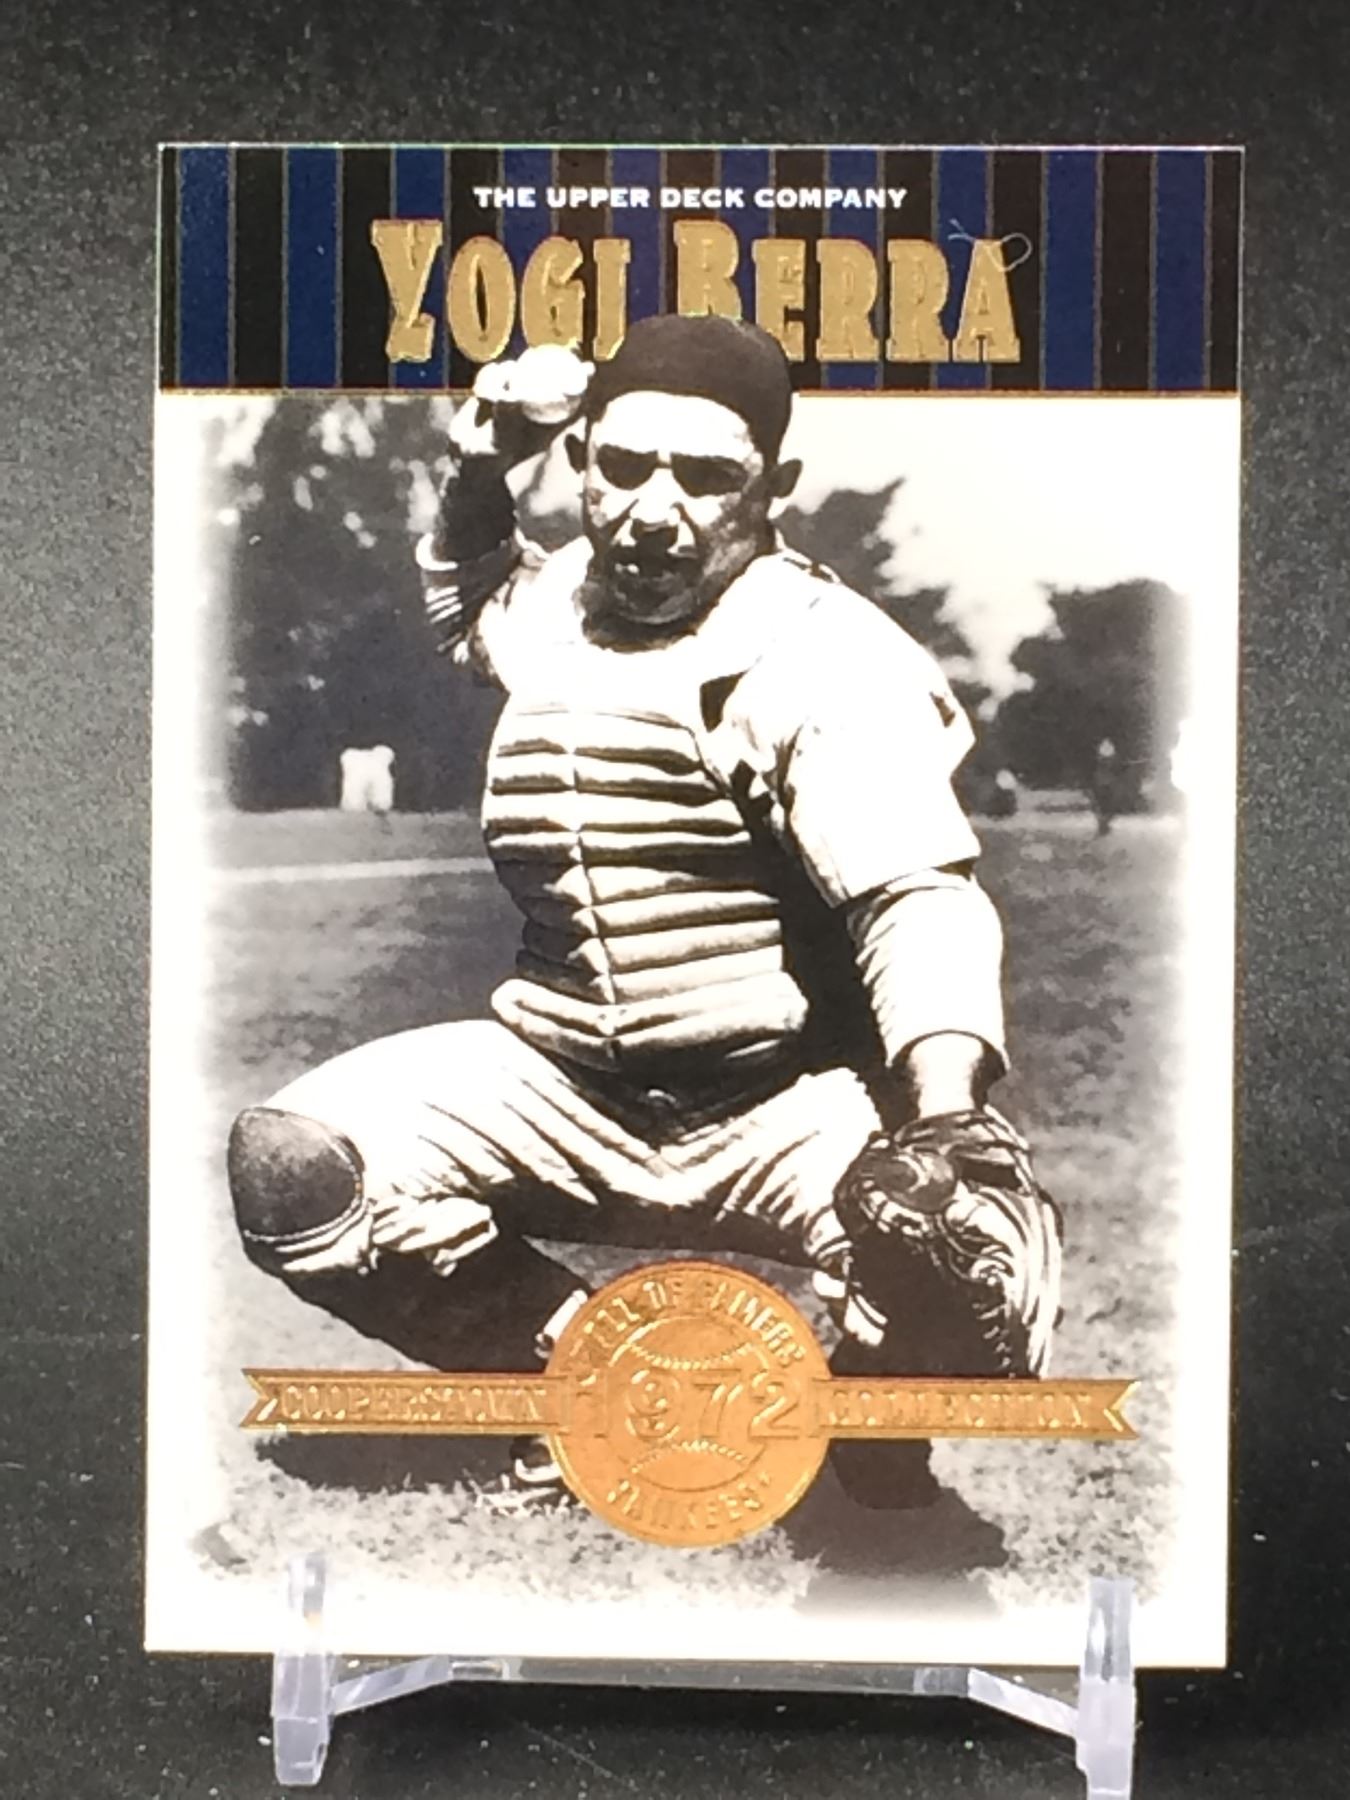 THE UPPER DECK COMPANY
YOGI BERRA
HALL OF FAMERS
COOPERSTOWN 1972 COLLECTION
YANKEES